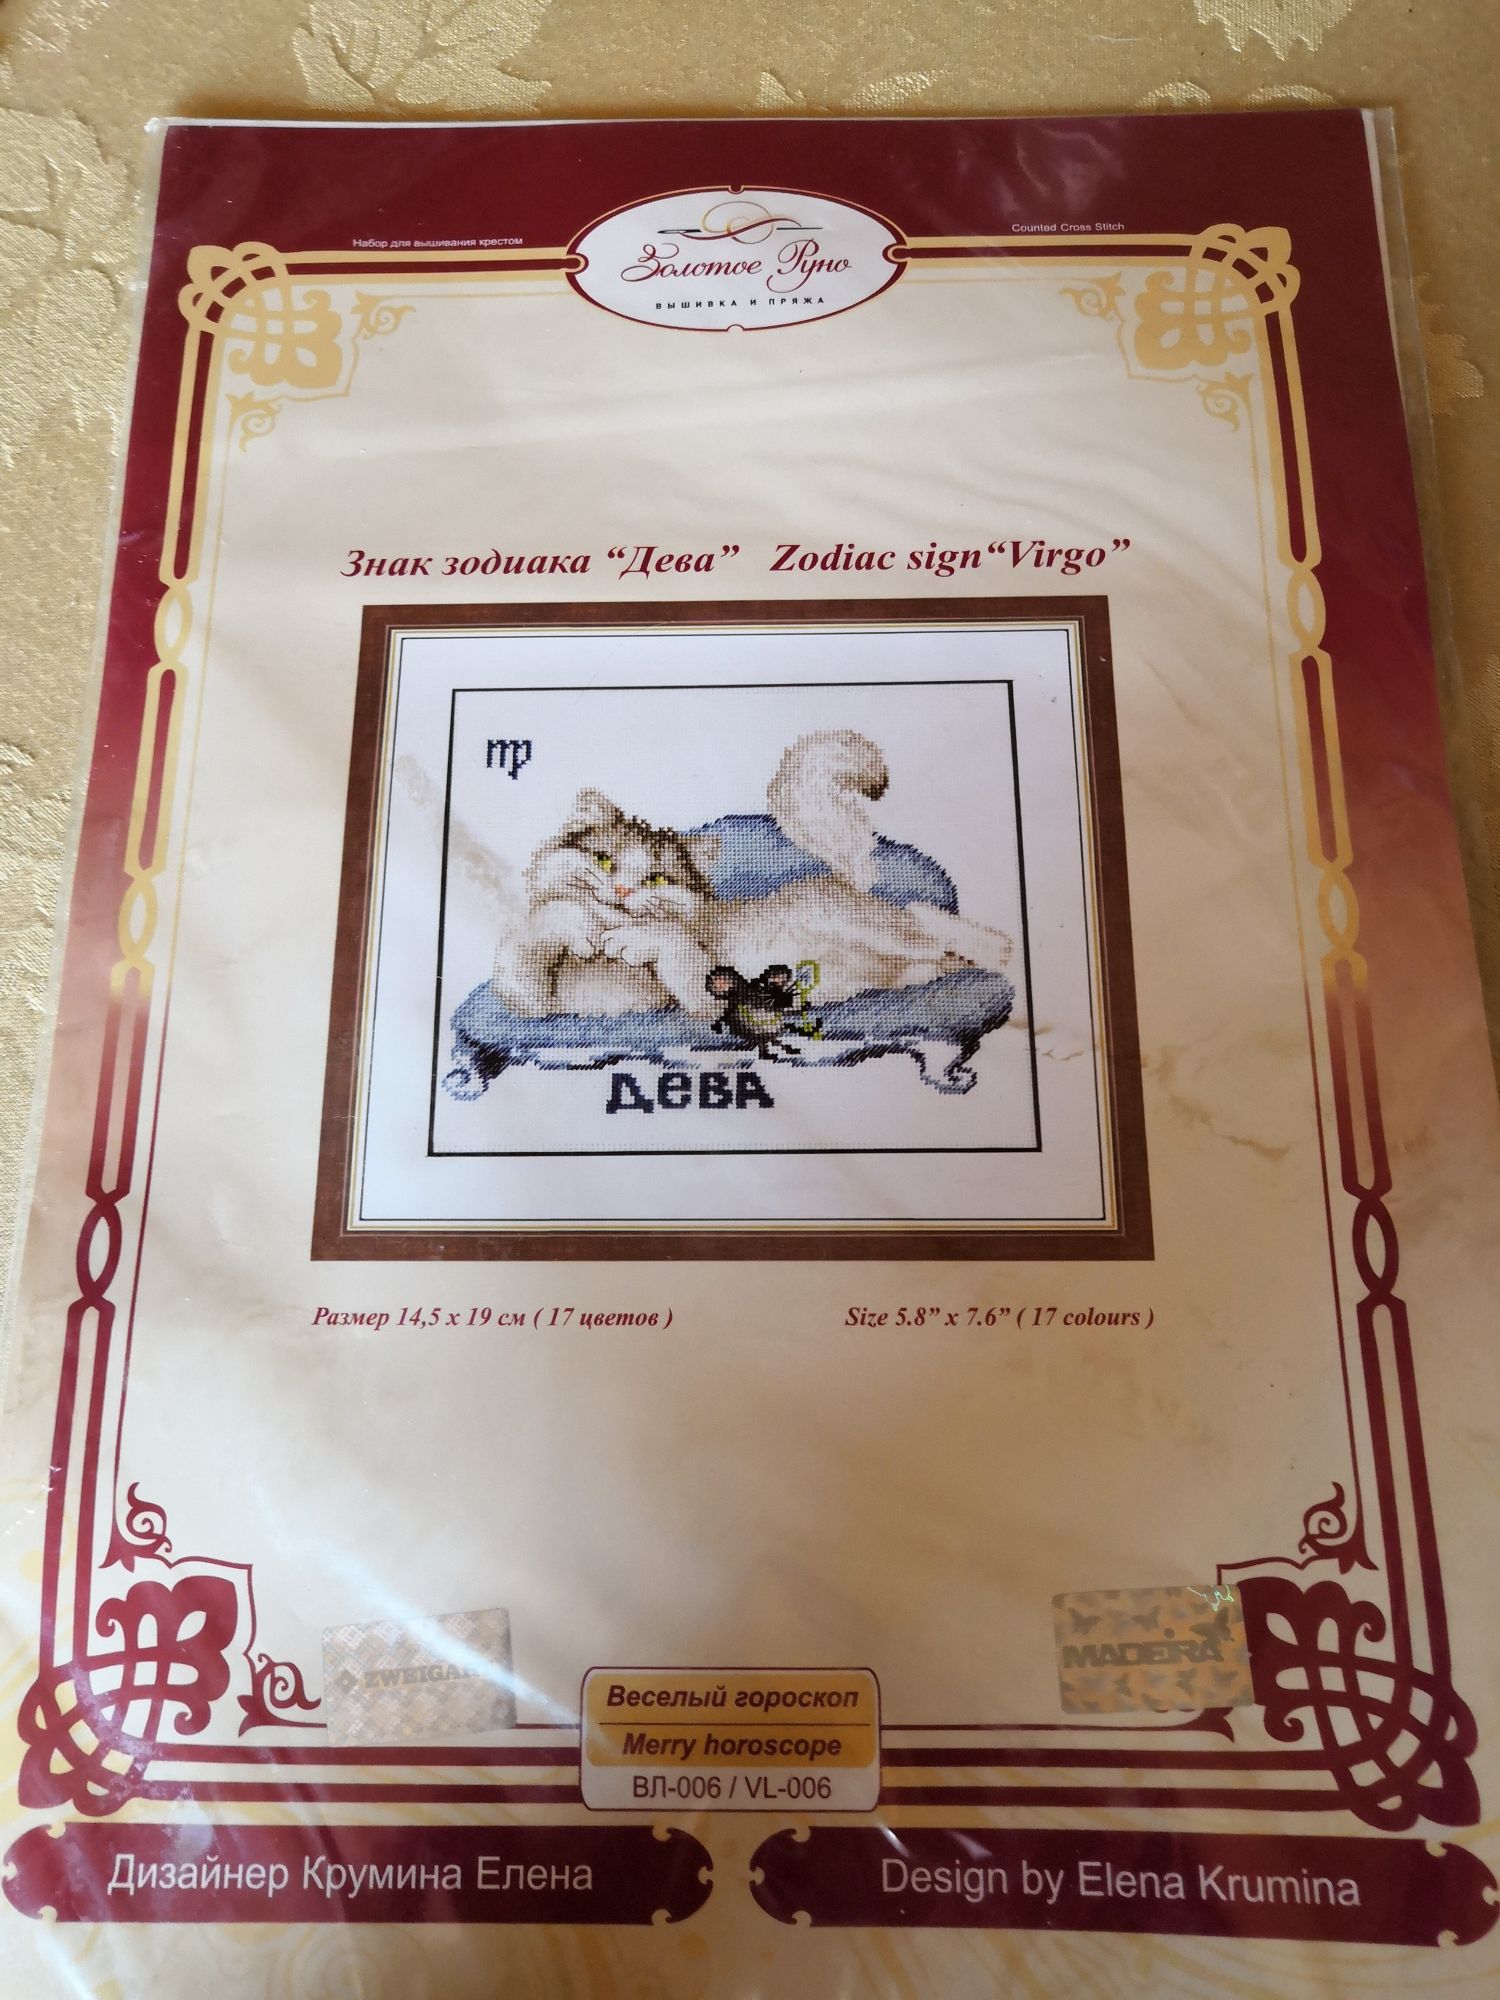 Набор для вышивания крестом
Counted Cross Stitch
Золотое Руно
ВЫШИВКА И ПРЯЖА
Знак зодиака “Дева” Zodiac sign“Virgo”
♍
ДЕВА
Размер 14,5 x 19 см ( 17 цветов )
Size 5.8” x 7.6” ( 17 colours )
MADEIRA
Веселый гороскоп
Merry horoscope
ВЛ-006 / VL-006
Дизайнер Крумина Елена
Design by Elena Krumina